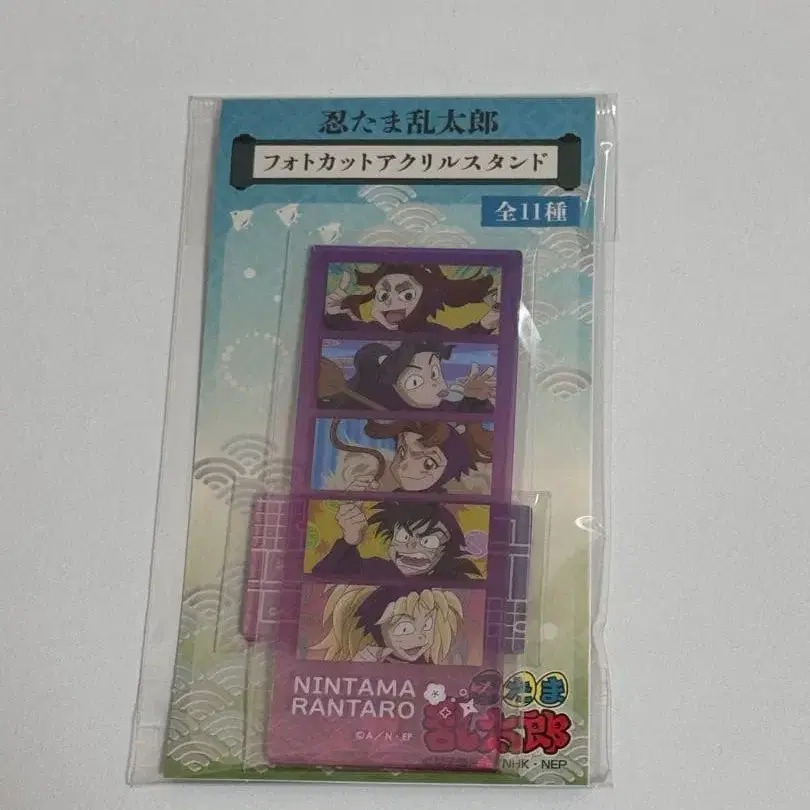 忍たま乱太郎
フォトカットアクリルスタンド
全11種
NINTAMA
RANTARO
©A/N・EP
忍たま
乱太郎
NHK・NEP